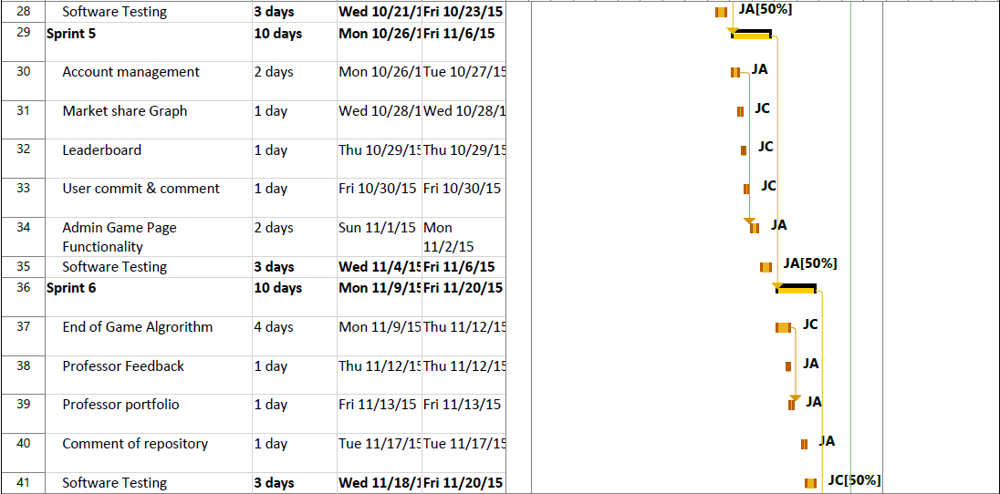 28 Software Testing 3 days Wed 10/21/1 Fri 10/23/15 JA[50%]
29 Sprint 5 10 days Mon 10/26/1 Fri 11/6/15
30 Account management 2 days Mon 10/26/1 Tue 10/27/15 JA
31 Market share Graph 1 day Wed 10/28/1 Wed 10/28/1 JC
32 Leaderboard 1 day Thu 10/29/15 Thu 10/29/15 JC
33 User commit & comment 1 day Fri 10/30/15 Fri 10/30/15 JC
34 Admin Game Page 2 days Sun 11/1/15 Mon JA
Functionality 11/2/15
35 Software Testing 3 days Wed 11/4/15 Fri 11/6/15 JA[50%]
36 Sprint 6 10 days Mon 11/9/15 Fri 11/20/15
37 End of Game Algrorithm 4 days Mon 11/9/15 Thu 11/12/15 JC
38 Professor Feedback 1 day Thu 11/12/15 Thu 11/12/15 JA
39 Professor portfolio 1 day Fri 11/13/15 Fri 11/13/15 JA
40 Comment of repository 1 day Tue 11/17/15 Tue 11/17/15 JA
41 Software Testing 3 days Wed 11/18/1 Fri 11/20/15 JC[50%]